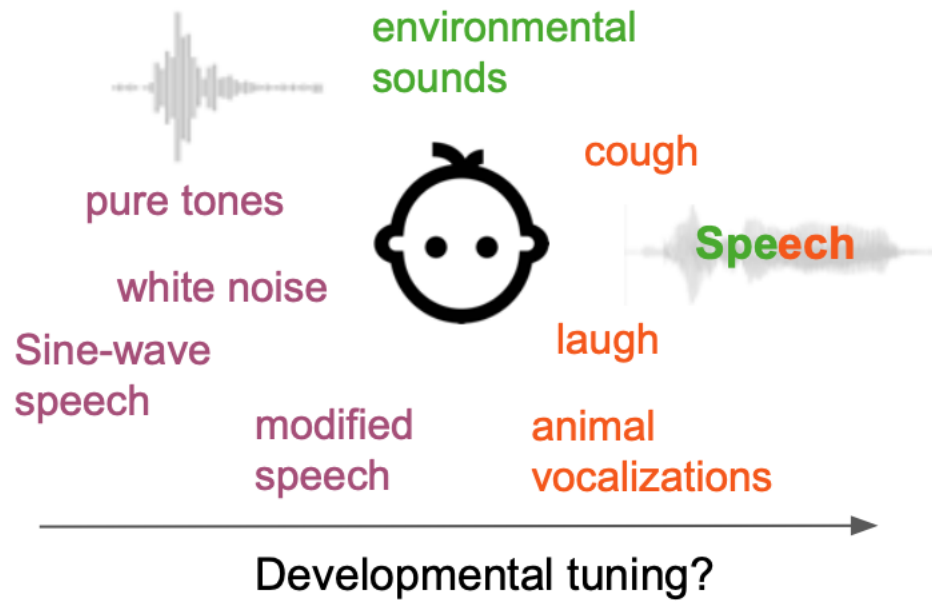 environmental
sounds
cough
pure tones
Speech
white noise
laugh
Sine-wave
speech
modified
speech
animal
vocalizations
Developmental tuning?